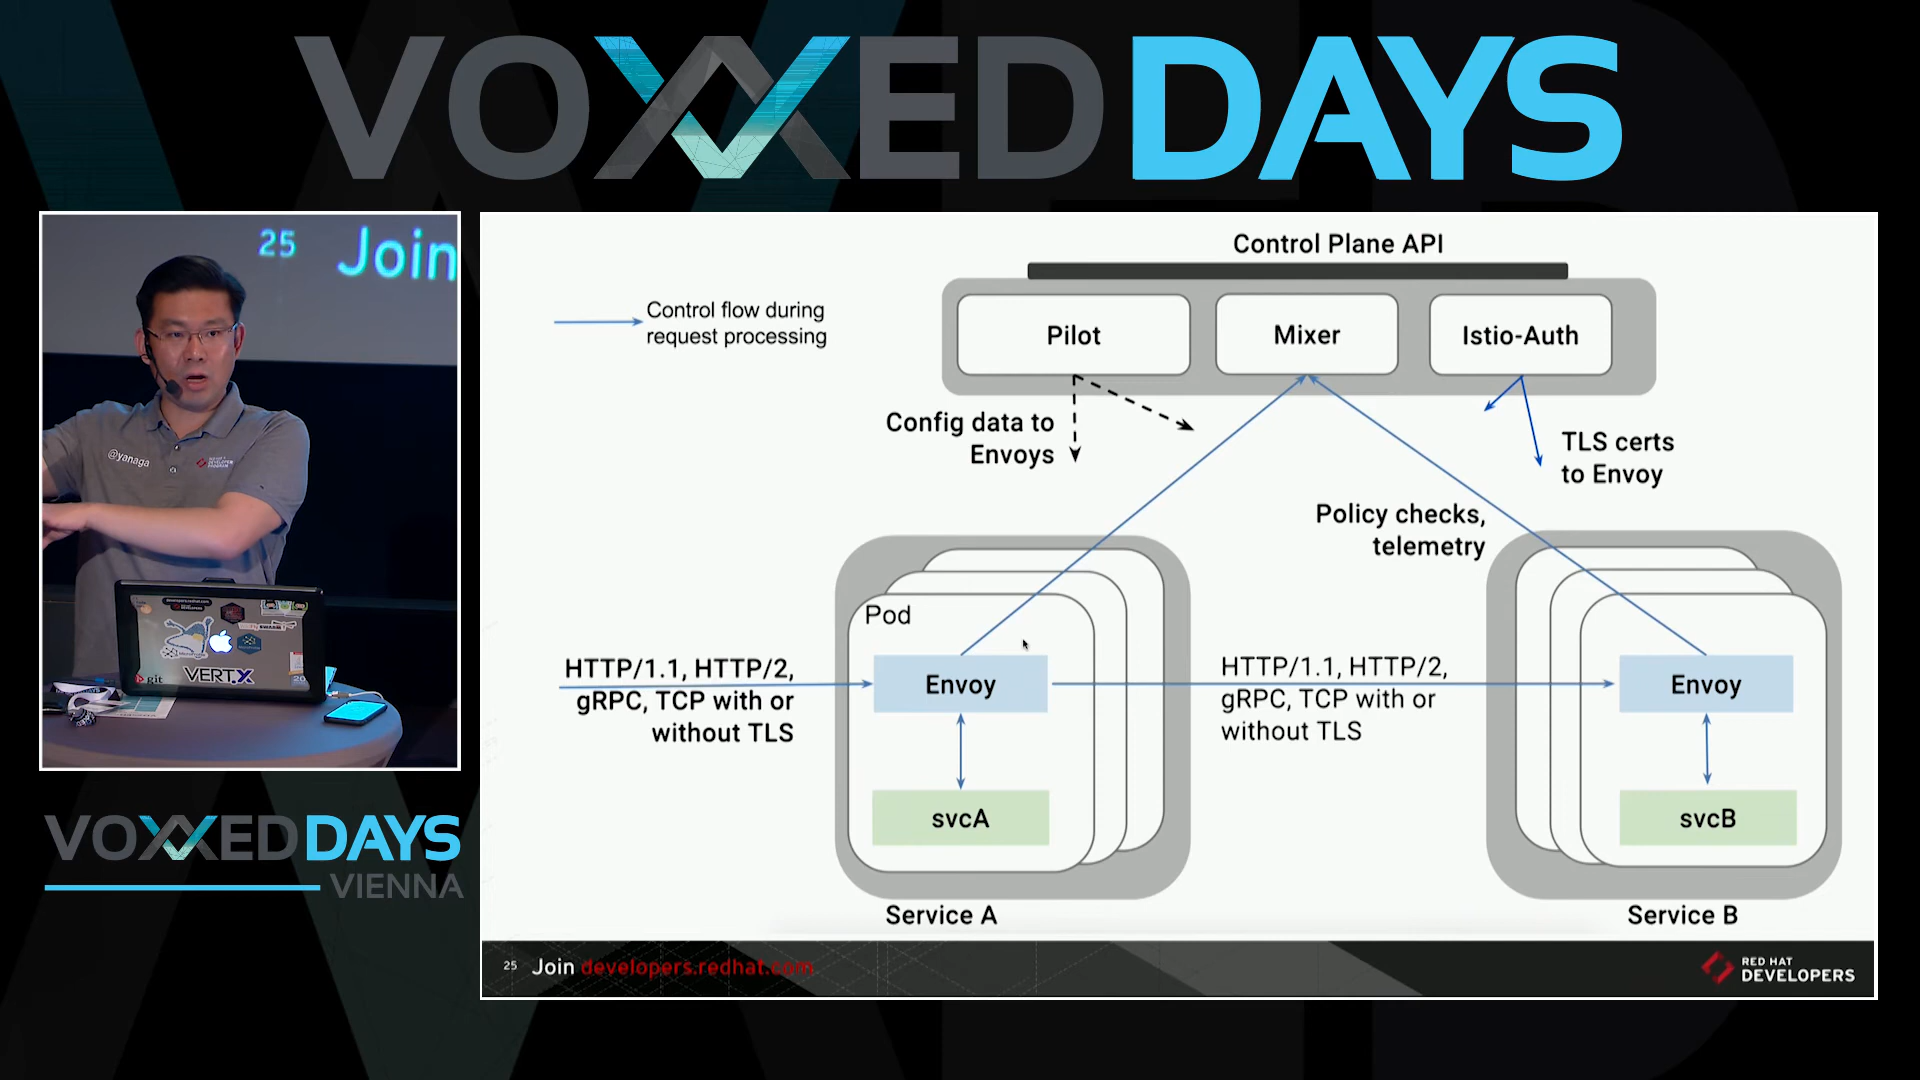 VOXXED DAYS
25 Join
@yanaga
git
VERT.X
VOXXED DAYS
VIENNA
Control Plane API
Control flow during
request processing
Pilot
Mixer
Istio-Auth
Config data to
Envoys
TLS certs
to Envoy
Policy checks,
telemetry
Pod
HTTP/1.1, HTTP/2,
gRPC, TCP with or
without TLS
Envoy
HTTP/1.1, HTTP/2,
gRPC, TCP with or
without TLS
Envoy
svcA
svcB
Service A
Service B
25 Join developers.redhat.com
RED HAT
DEVELOPERS